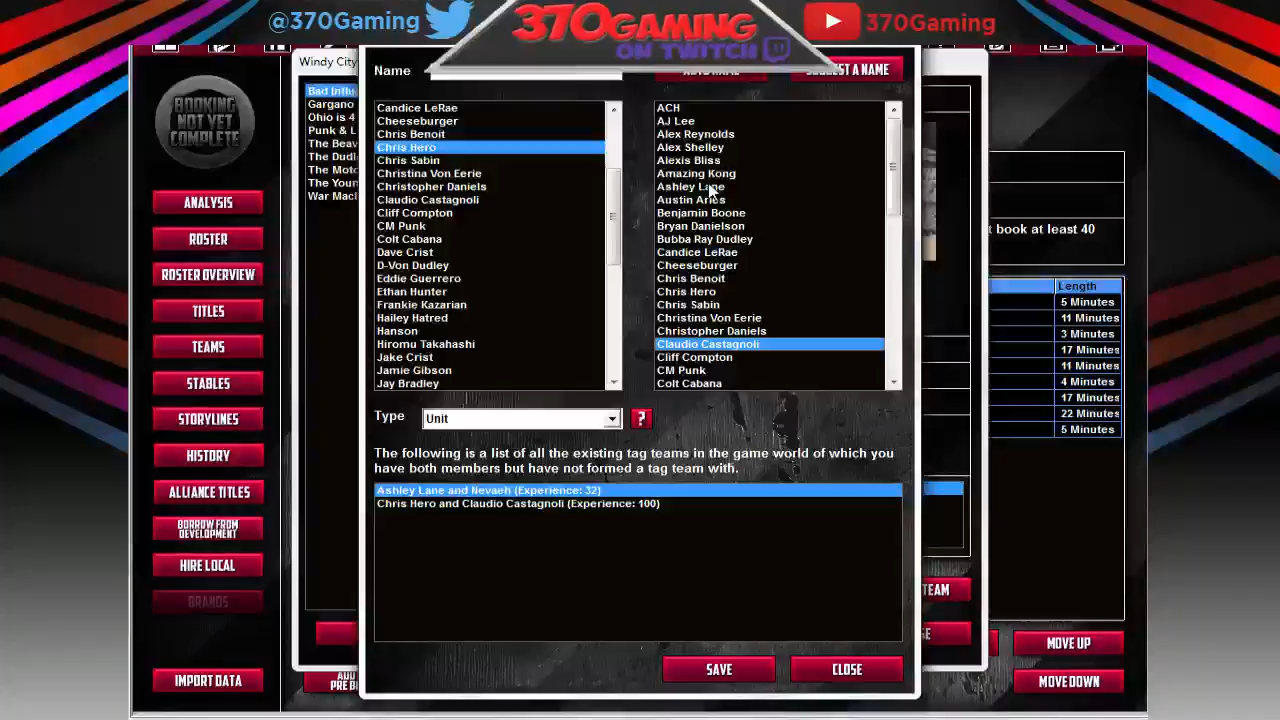 @370Gaming
370GAMING
ON TWITCH
370Gaming
BOOKING
NOT YET
COMPLETE
ANALYSIS
ROSTER
ROSTER OVERVIEW
TITLES
TEAMS
STABLES
STORYLINES
HISTORY
ALLIANCE TITLES
BORROW FROM
DEVELOPMENT
HIRE LOCAL
BRANDS
IMPORT DATA
Windy City
Bad Influ
Gargano
Ohio is 4
Punk & L
The Beav
The Dudl
The Moto
The Youn
War Mach
Name
SUGGEST A NAME
Candice LeRae
Cheeseburger
Chris Benoit
Chris Hero
Chris Sabin
Christina Von Eerie
Christopher Daniels
Claudio Castagnoli
Cliff Compton
CM Punk
Colt Cabana
Dave Crist
D-Von Dudley
Eddie Guerrero
Ethan Hunter
Frankie Kazarian
Hailey Hatred
Hanson
Hiromu Takahashi
Jake Crist
Jamie Gibson
Jay Bradley
ACH
AJ Lee
Alex Reynolds
Alex Shelley
Alexis Bliss
Amazing Kong
Ashley Lane
Austin Aries
Benjamin Boone
Bryan Danielson
Bubba Ray Dudley
Candice LeRae
Cheeseburger
Chris Benoit
Chris Hero
Chris Sabin
Christina Von Eerie
Christopher Daniels
Claudio Castagnoli
Cliff Compton
CM Punk
Colt Cabana
Type
Unit
?
The following is a list of all the existing tag teams in the game world of which you
have both members but have not formed a tag team with.
Ashley Lane and Nevaeh (Experience: 32)
Chris Hero and Claudio Castagnoli (Experience: 100)
SAVE
CLOSE
t book at least 40
Length
5 Minutes
11 Minutes
3 Minutes
17 Minutes
11 Minutes
4 Minutes
17 Minutes
22 Minutes
5 Minutes
TEAM
MOVE UP
MOVE DOWN